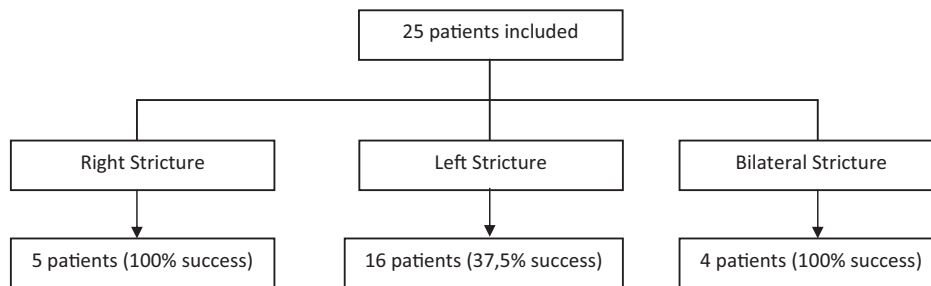 25 patients included
Right Stricture
Left Stricture
Bilateral Stricture
5 patients (100% success)
16 patients (37,5% success)
4 patients (100% success)